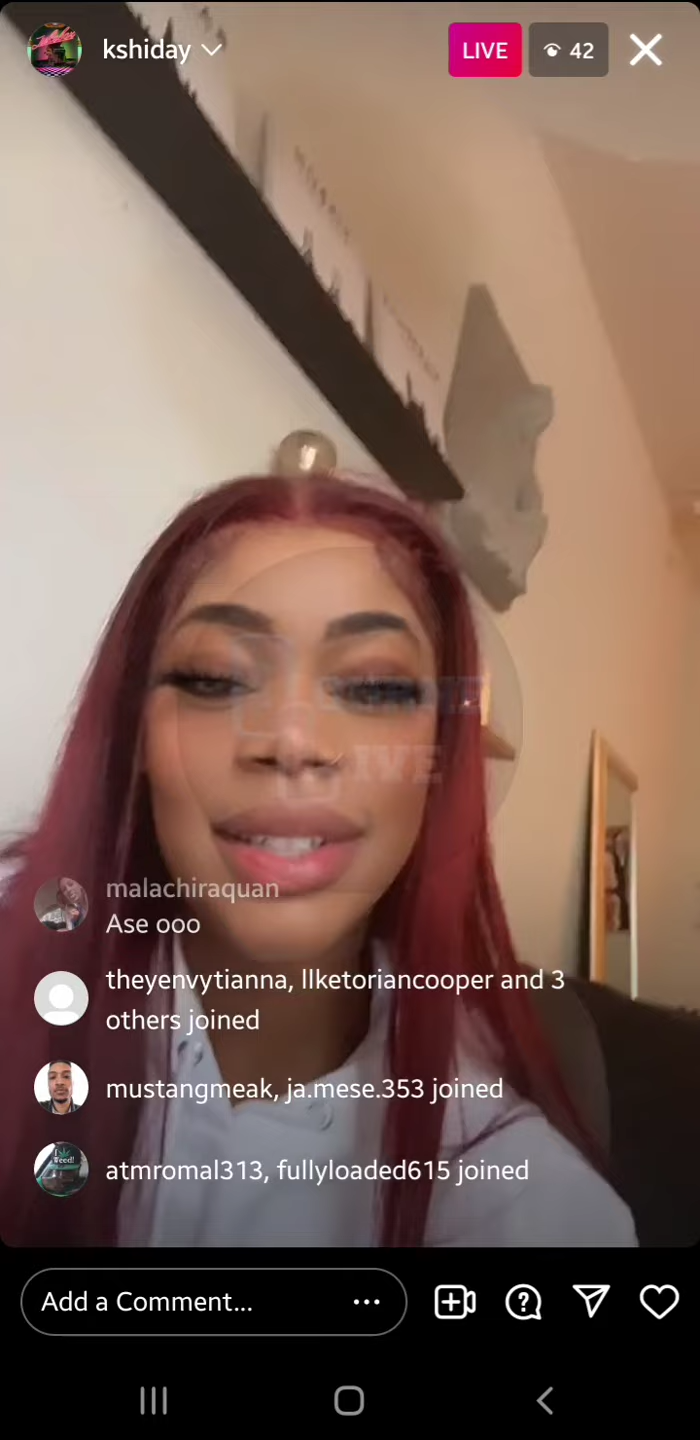 kshiday
LIVE
42
malachiraquan
Ase ooo
theyenvytianna, llketoriancooper and 3
others joined
mustangmeak, ja.mese.353 joined
atmromal313, fullyloaded615 joined
Add a Comment...